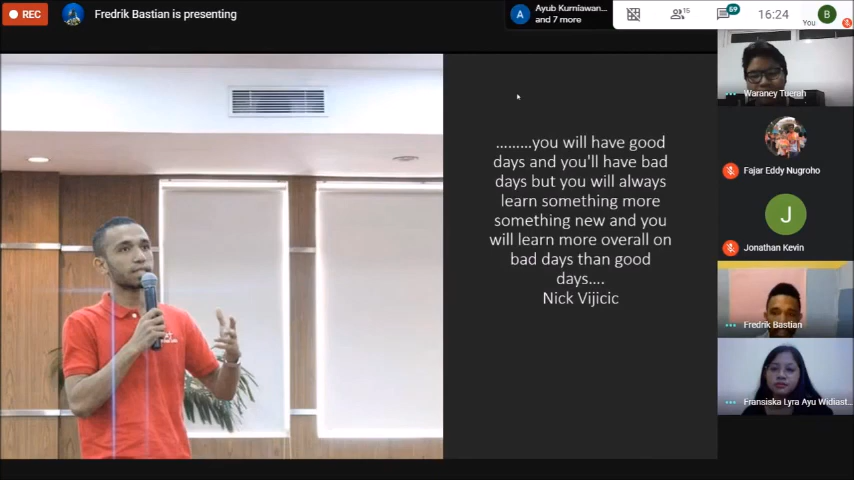 REC
Fredrik Bastian is presenting
A
Ayub Kurniawan...
and 7 more
15
69
16:24
You
B
Waraney Tuerah
Fajar Eddy Nugroho
J
Jonathan Kevin
Fredrik Bastian
Fransiska Lyra Ayu Widiast...
.........you will have good
days and you'll have bad
days but you will always
learn something more
something new and you
will learn more overall on
bad days than good
days....
Nick Vijicic